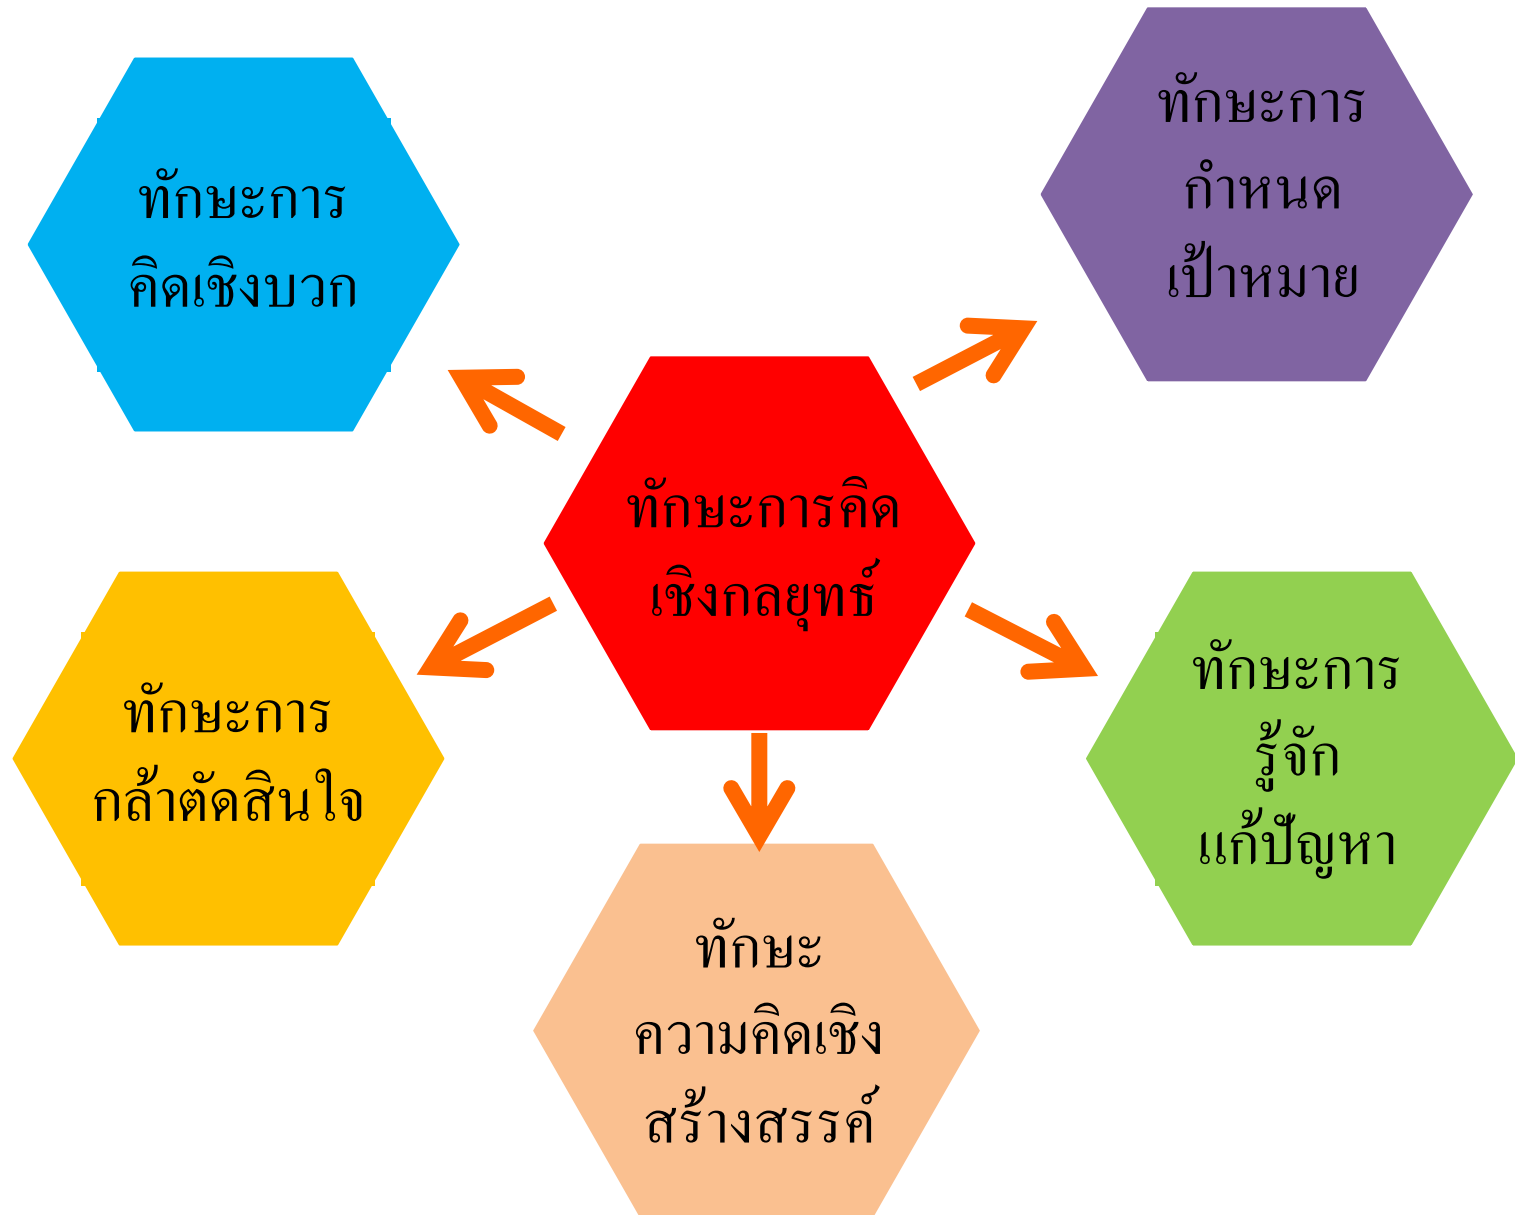 ทักษะการ
คิดเชิงบวก
ทักษะการ
กำหนด
เป้าหมาย
ทักษะการคิด
เชิงกลยุทธ์
ทักษะการ
กล้าตัดสินใจ
ทักษะการ
รู้จัก
แก้ปัญหา
ทักษะ
ความคิดเชิง
สร้างสรรค์